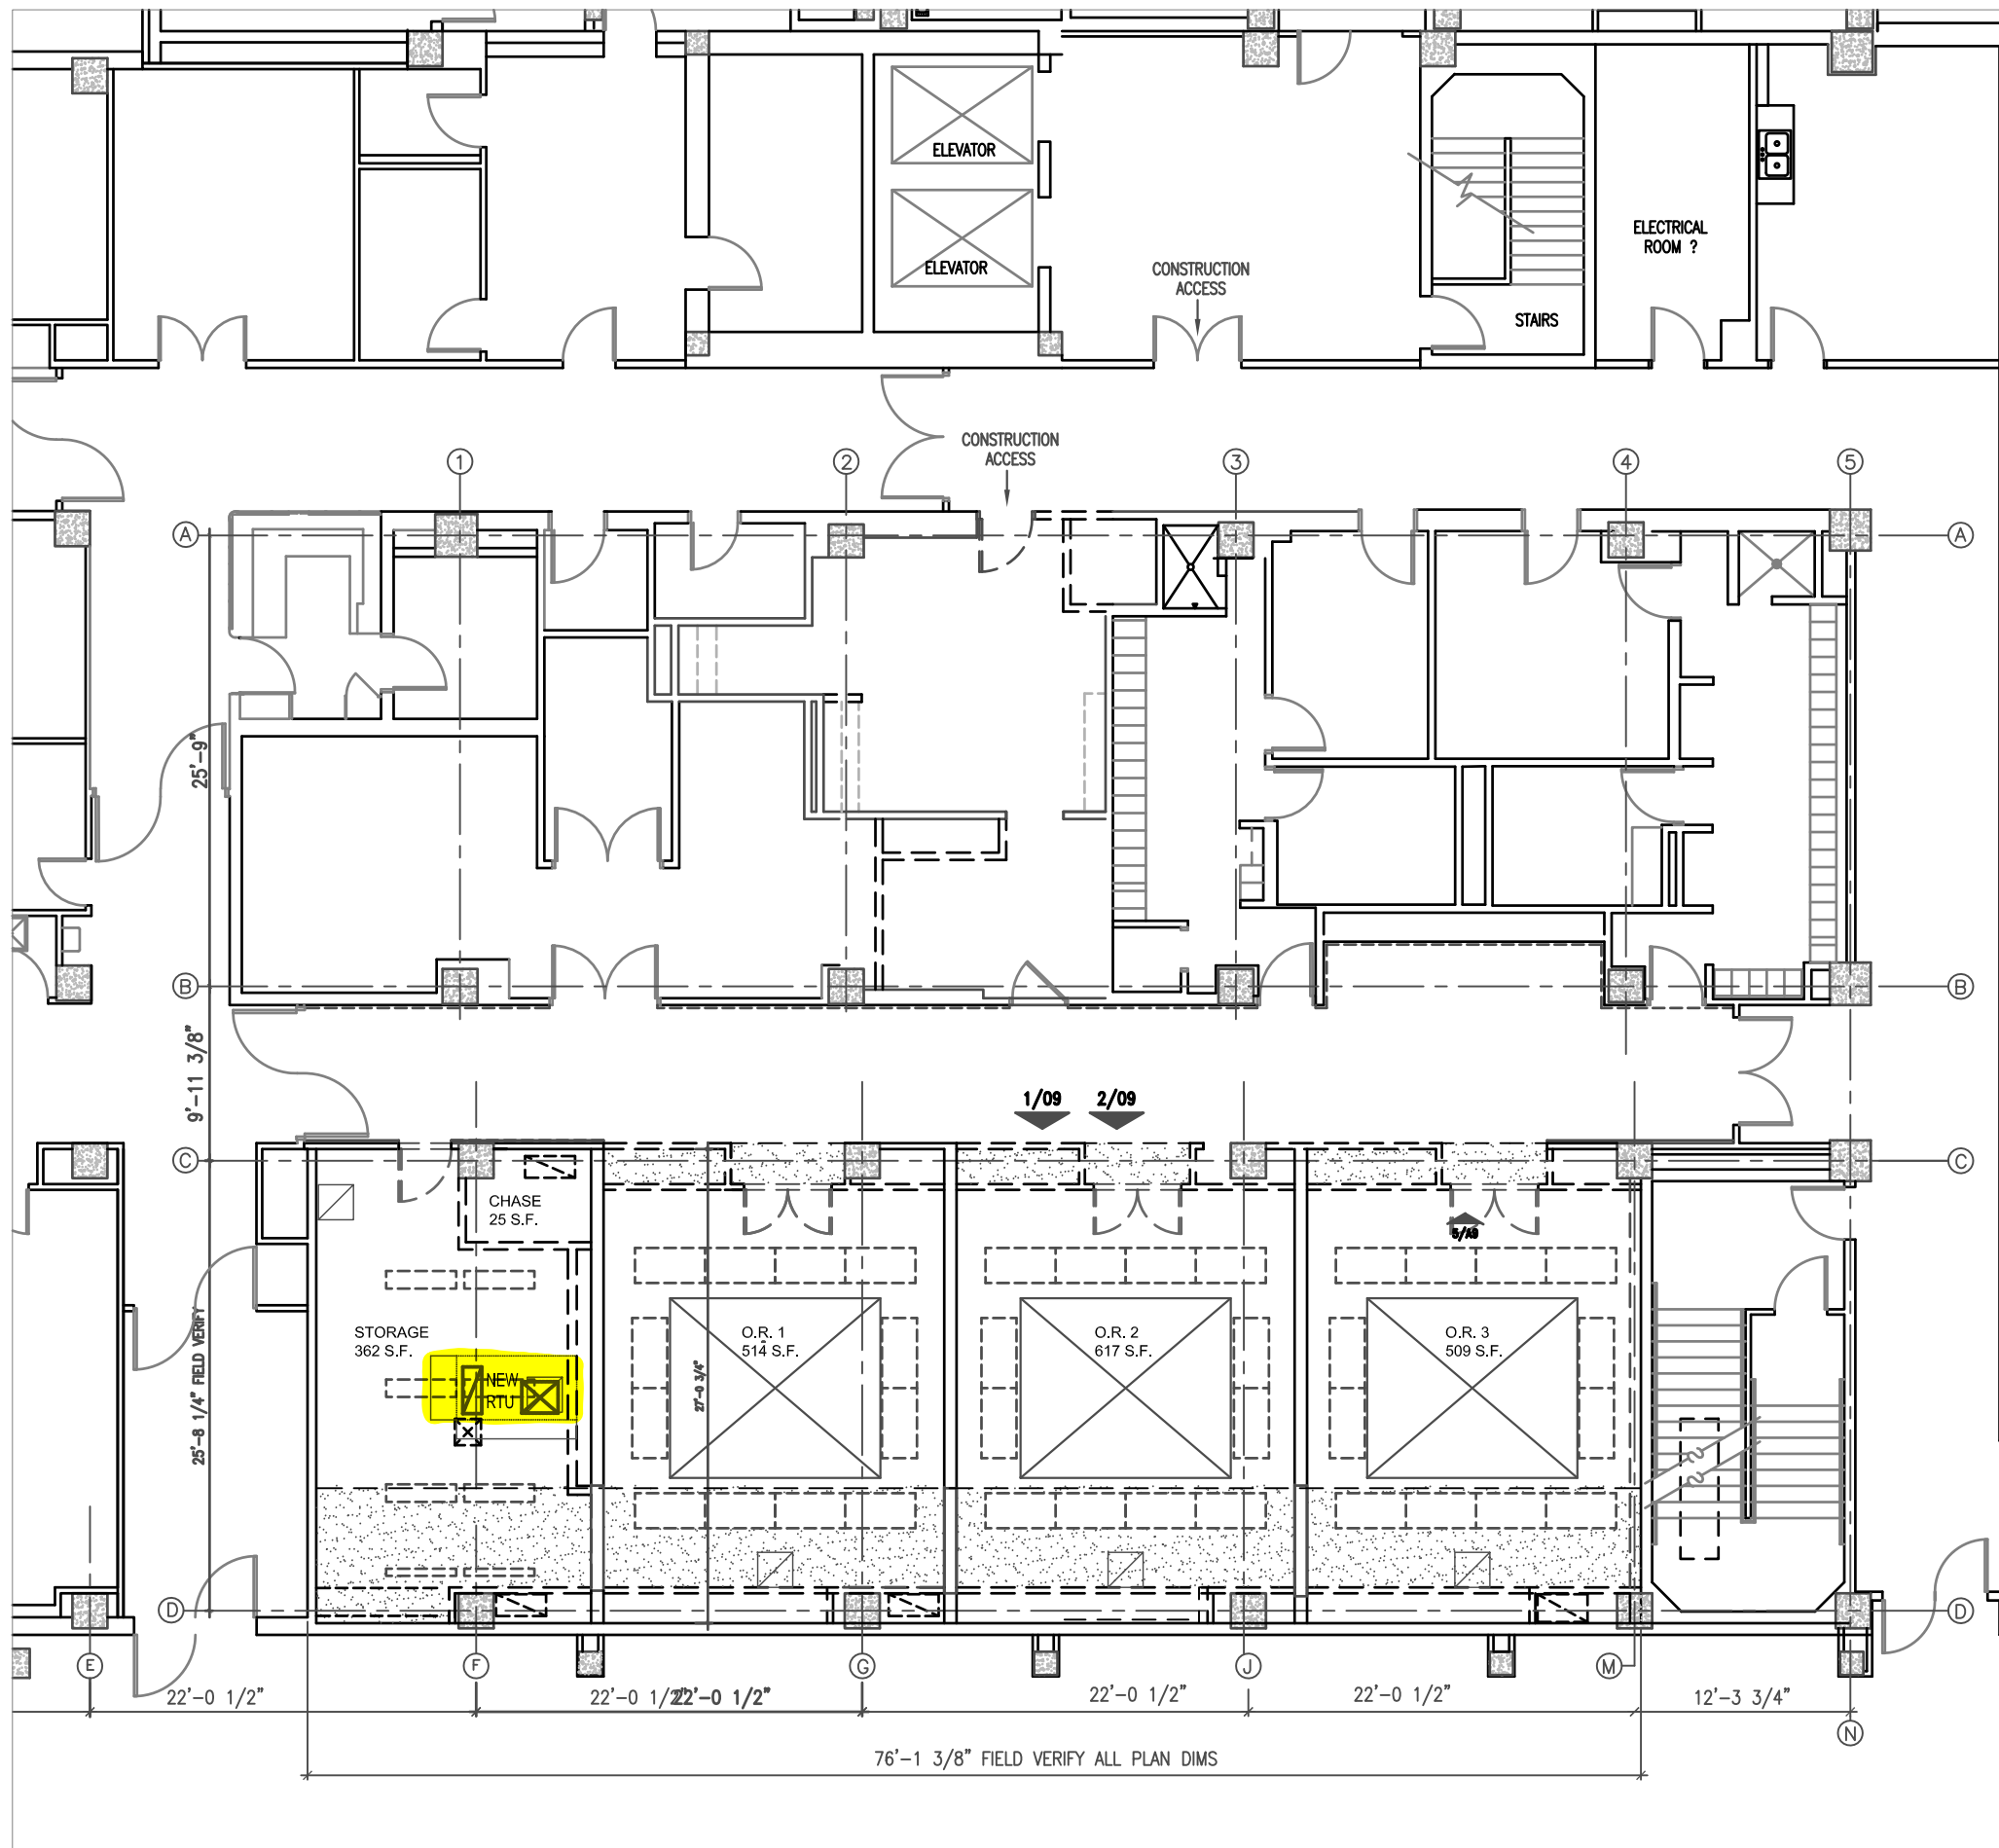 ELEVATOR
ELEVATOR
CONSTRUCTION
ACCESS
STAIRS
ELECTRICAL
ROOM ?
CONSTRUCTION
ACCESS
1
2
3
4
5
A
A
25'-9"
B
B
9'-11 3/8"
1/09
2/09
C
C
CHASE
25 S.F.
STORAGE
362 S.F.
NEW
RTU
O.R. 1
514 S.F.
O.R. 2
617 S.F.
O.R. 3
509 S.F.
27'-0 3/4"
25'-8 1/4" FIELD VERIFY
D
D
E
F
G
J
M
22'-0 1/2"
22'-0 1/2"
22'-0 1/2"
22'-0 1/2"
22'-0 1/2"
12'-3 3/4"
N
76'-1 3/8" FIELD VERIFY ALL PLAN DIMS